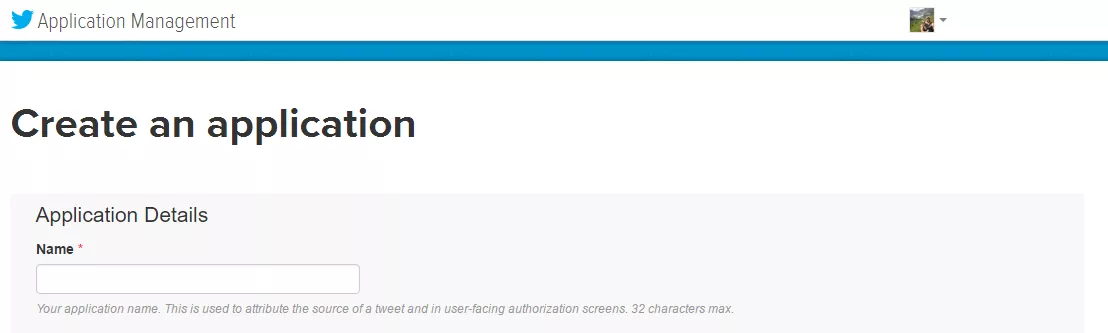 Application Management
Create an application
Application Details
Name *
Your application name. This is used to attribute the source of a tweet and in user-facing authorization screens. 32 characters max.